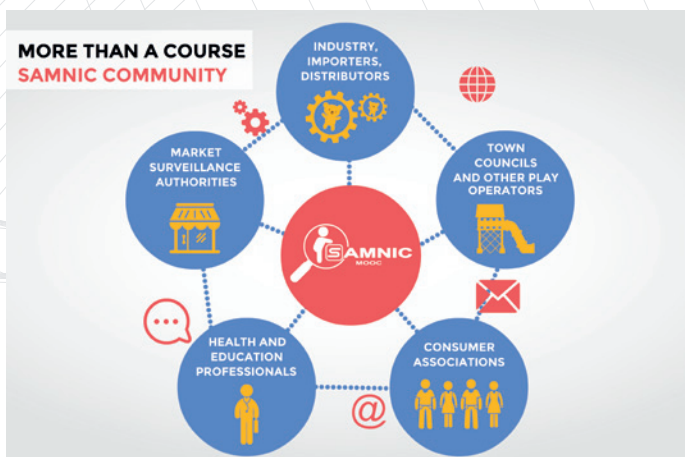 MORE THAN A COURSE
SAMNIC COMMUNITY
INDUSTRY,
IMPORTERS,
DISTRIBUTORS
MARKET
SURVEILLANCE
AUTHORITIES
TOWN
COUNCILS
AND OTHER PLAY
OPERATORS
SAMNIC
MOOC
HEALTH AND
EDUCATION
PROFESSIONALS
CONSUMER
ASSOCIATIONS
@